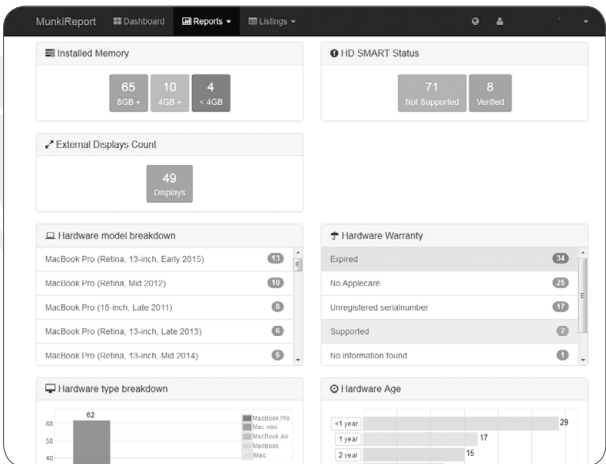 MunkiReport Dashboard Reports Listings
Installed Memory
65 10 4
8GB + 4GB + < 4GB
HD SMART Status
71 8
Not Supported Verified
External Displays Count
49
Displays
Hardware model breakdown
MacBook Pro (Retina, 13-inch, Early 2015) 13
MacBook Pro (Retina, Mid 2012) 10
MacBook Pro (15-inch, Late 2011) 8
MacBook Pro (Retina, 13-inch, Late 2013) 6
MacBook Pro (Retina, 13-inch, Mid 2014) 6
Hardware Warranty
Expired 34
No Applecare 25
Unregistered serialnumber 17
Supported 2
No information found 1
Hardware type breakdown
62
60
50
40
MacBook Pro
Mac mini
MacBook Air
MacBook
iMac
Hardware Age
<1 year 29
1 year 17
2 year 15